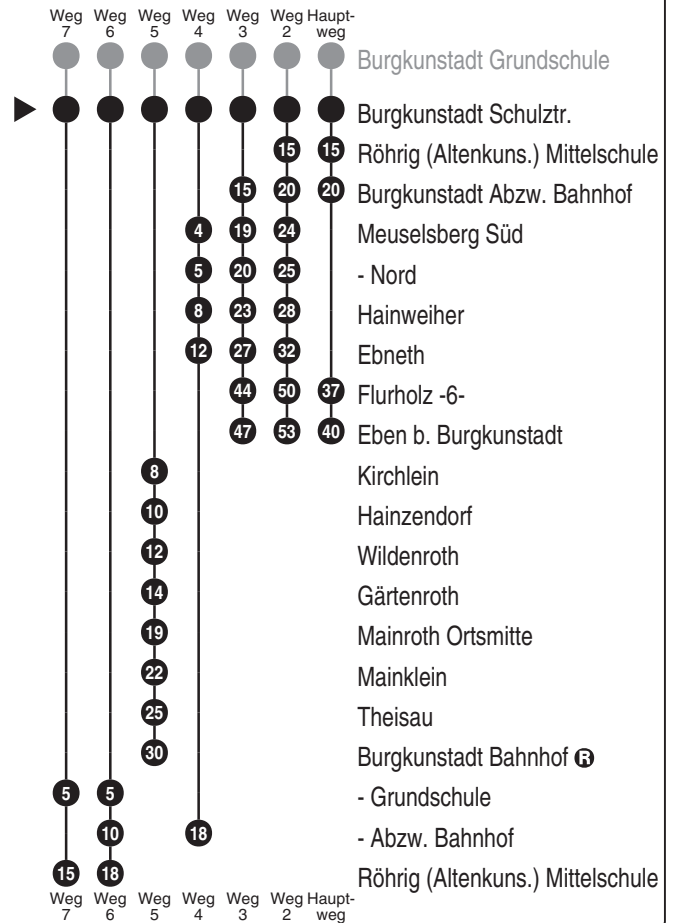 Weg Weg Weg Weg Weg Weg Haupt-
7 6 5 4 3 2 weg
Burgkunstadt Grundschule
Burgkunstadt Schulztr.
15 15 Röhrig (Altenkuns.) Mittelschule
15 20 20 Burgkunstadt Abzw. Bahnhof
4 19 24 Meuselsberg Süd
5 20 25 - Nord
8 23 28 Hainweiher
12 27 32 Ebneth
44 50 37 Flurholz -6-
47 53 40 Eben b. Burgkunstadt
8 Kirchlein
10 Hainzendorf
12 Wildenroth
14 Gärtenroth
19 Mainroth Ortsmitte
22 Mainklein
25 Theisau
30 Burgkunstadt Bahnhof R
5 5 - Grundschule
10 18 - Abzw. Bahnhof
15 18 Röhrig (Altenkuns.) Mittelschule
Weg Weg Weg Weg Weg Weg Haupt-
7 6 5 4 3 2 weg